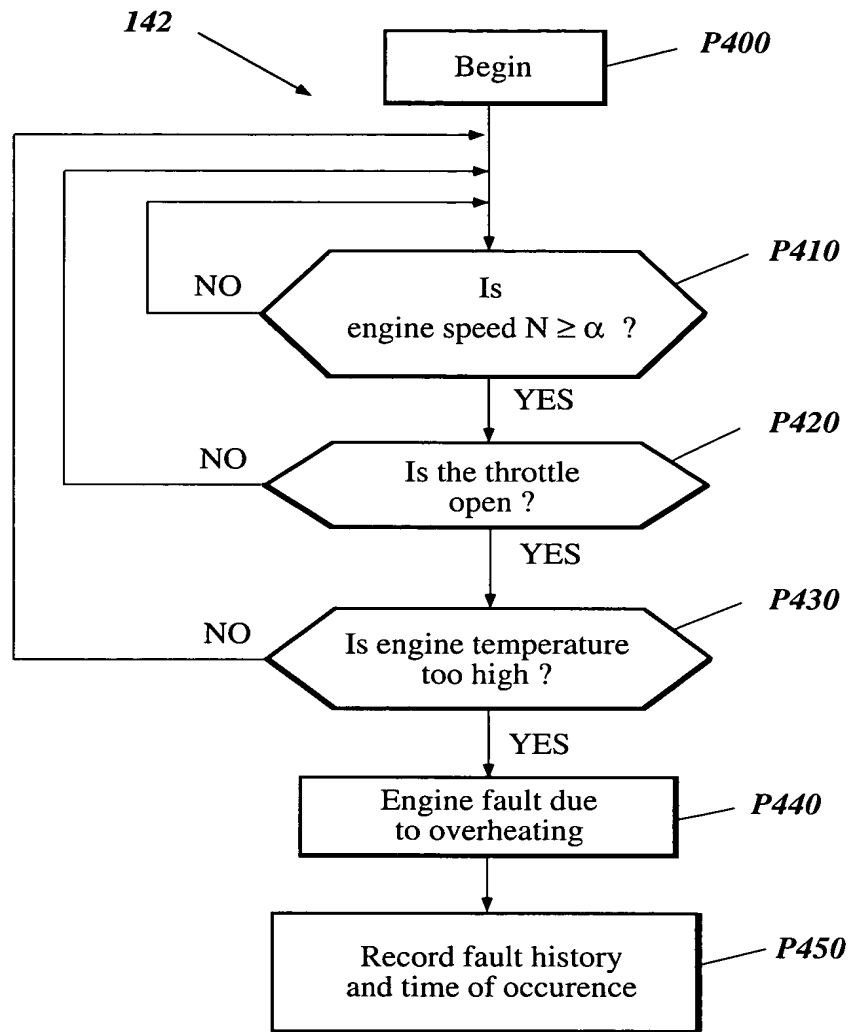 142
Begin
P400
P410
NO
Is
engine speed N ≥ α ?
YES
P420
NO
Is the throttle
open ?
YES
P430
NO
Is engine temperature
too high ?
YES
Engine fault due
to overheating
P440
Record fault history
and time of occurence
P450